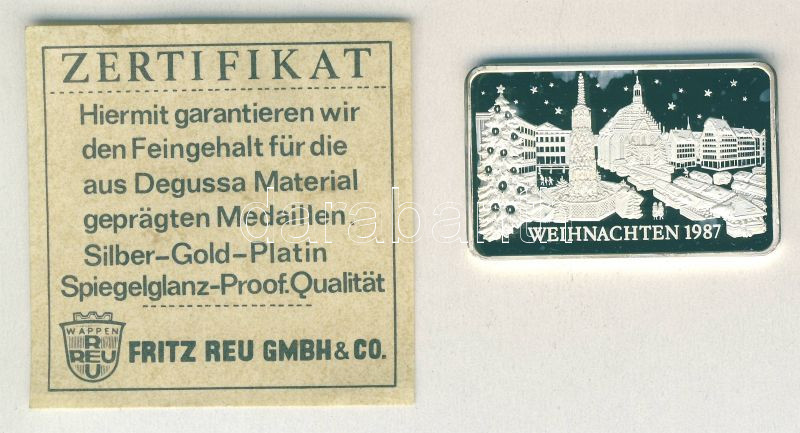 ZERTIFIKAT
Hiermit garantieren wir
den Feingehalt für die
aus Degussa Material
geprägten Medaillen.
Silber-Gold-Platin
Spiegelglanz-Proof.Qualität
WAPPEN
REU
REU
FRITZ REU GMBH & CO.
WEIHNACHTEN 1987